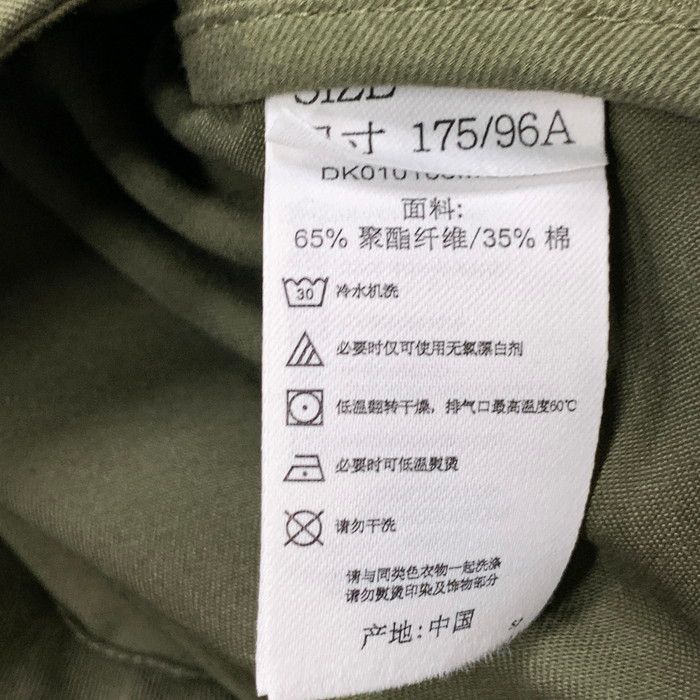 SIZE
尺寸 175/96A
面料:
65% 聚酯纤维/35% 棉
30 冷水机洗
必要时仅可使用无氯漂白剂
低温翻转干燥，排气口最高温度60℃
必要时可低温熨烫
请勿干洗
请与同类色衣物一起洗涤
请勿熨烫印染及饰物部分
产地:中国